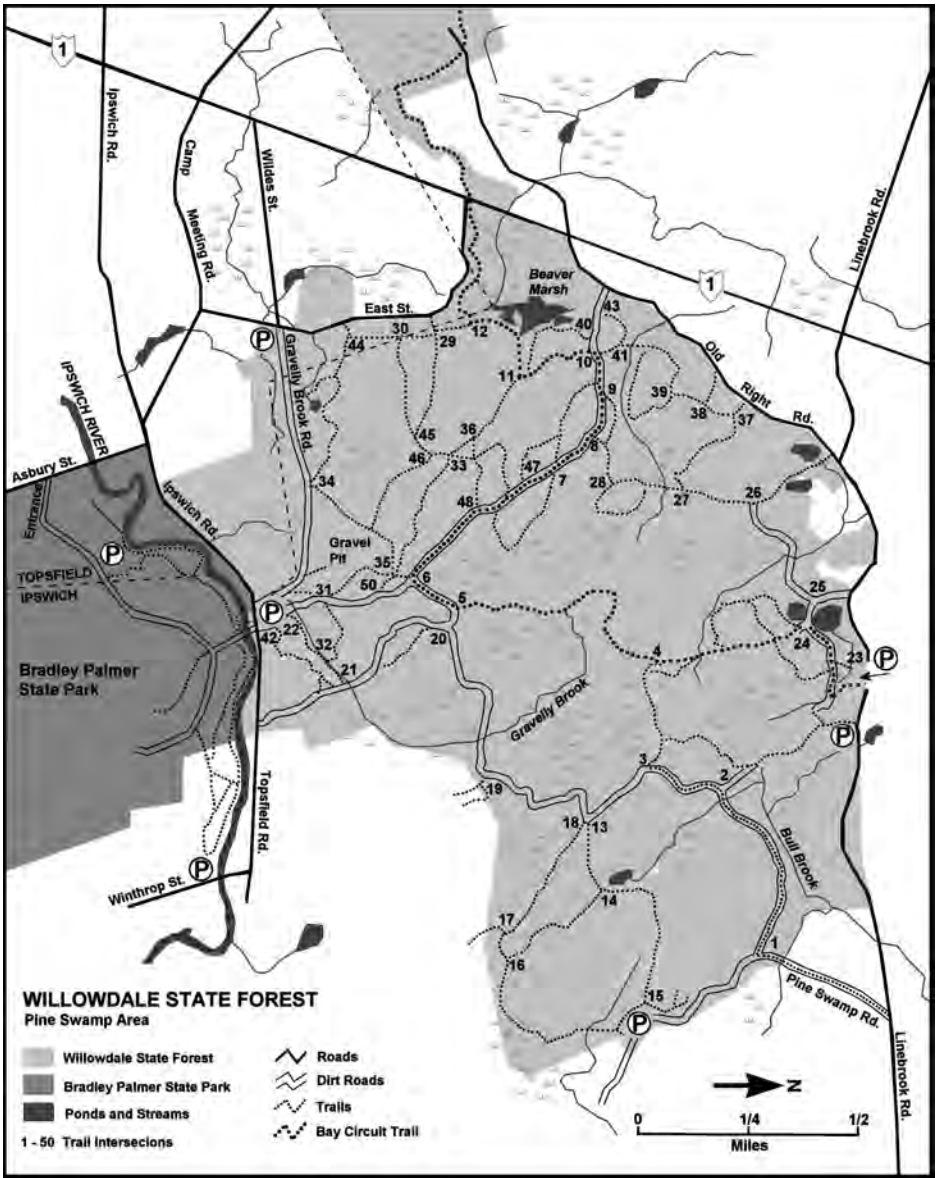 1
Ipswich Rd.
Camp
Meeting Rd.
Wildes St.
Linebrook Rd.
1
Beaver
Marsh
East St.
43
30
29
12
40
44
41
Old
Right
Rd.
P
Gravelly Brook Rd
11
10
9
39
38
37
IPSWICH RIVER
45
36
8
46
33
47
7
28
27
26
Asbury St.
Entrance
34
48
Ipswich Rd.
Gravel
Pit
P
35
TOPSFIELD
IPSWICH
31
50
6
5
25
P
22
42
32
21
20
4
24
23
P
Bradley Palmer
State Park
Gravelly Brook
P
3
2
19
Topsfield Rd.
18
13
Bull Brook
P
Winthrop St.
14
17
16
1
15
Pine Swamp Rd.
P
Linebrook Rd.
WILLOWDALE STATE FOREST
Pine Swamp Area
Willowdale State Forest
Bradley Palmer State Park
Ponds and Streams
1 - 50 Trail Intersecions
Roads
Dirt Roads
Trails
Bay Circuit Trail
N
0
1/4
1/2
Miles